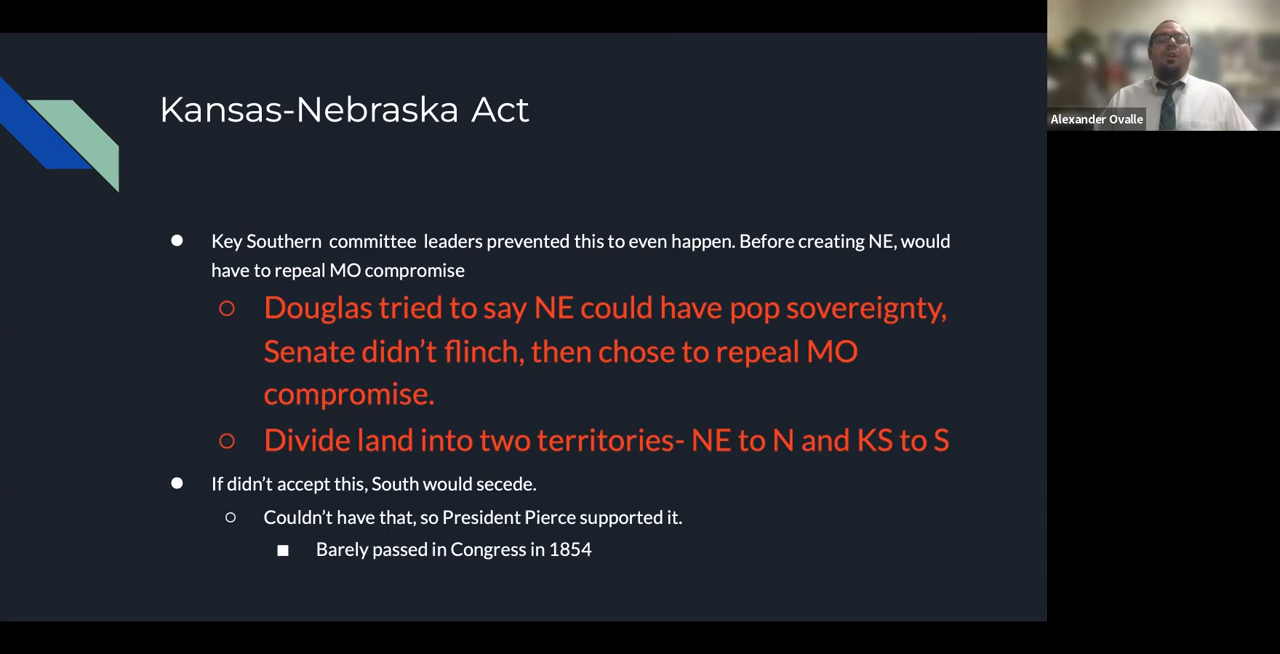 Kansas-Nebraska Act
Alexander Ovalle
Key Southern committee leaders prevented this to even happen. Before creating NE, would
have to repeal MO compromise
Douglas tried to say NE could have pop sovereignty,
Senate didn’t flinch, then chose to repeal MO
compromise.
Divide land into two territories- NE to N and KS to S
If didn’t accept this, South would secede.
Couldn’t have that, so President Pierce supported it.
Barely passed in Congress in 1854